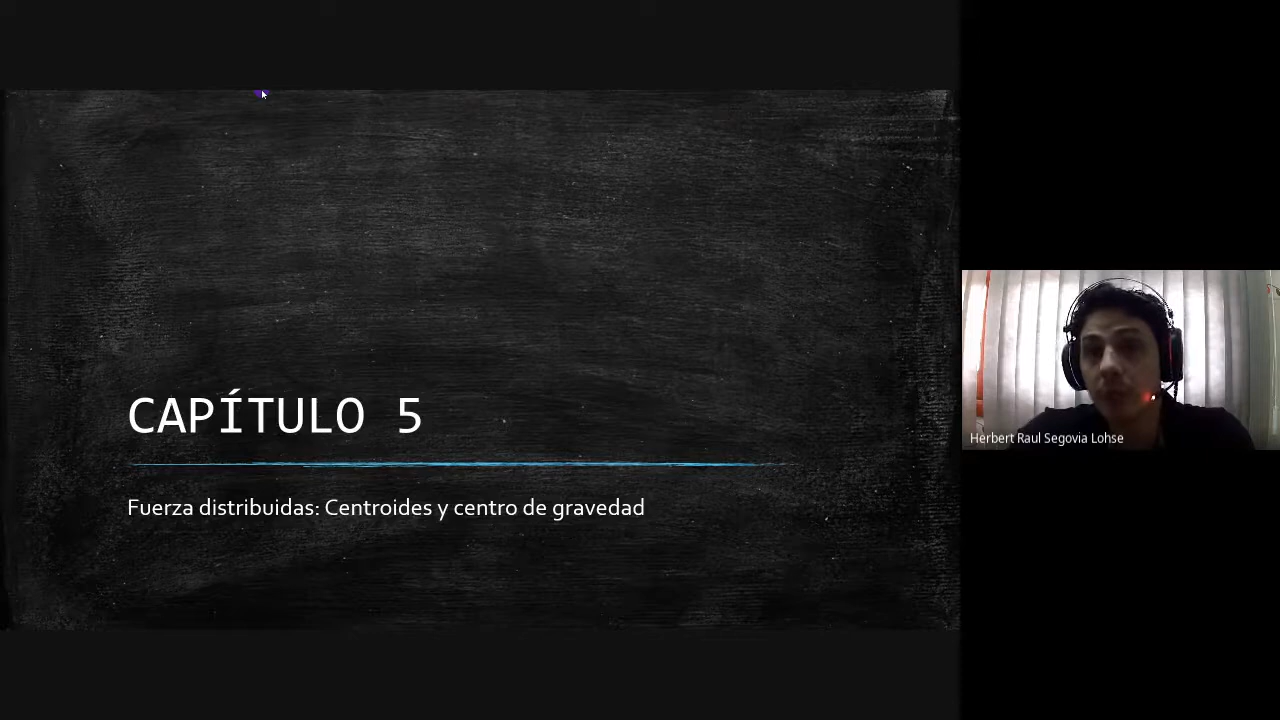 CAPÍTULO 5
Fuerza distribuidas: Centroides y centro de gravedad
Herbert Raul Segovia Lohse